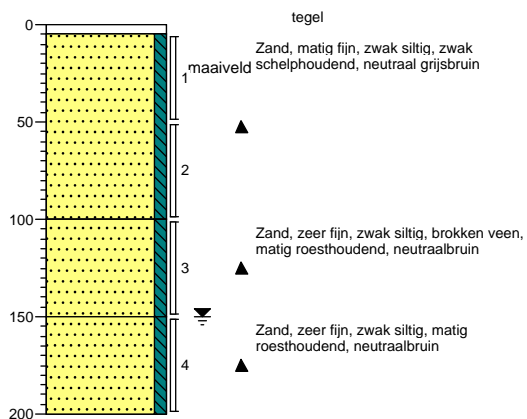 0
tegel
Zand, matig fijn, zwak siltig, zwak
schelphoudend, neutraal grijsbruin
maaiveld
1
50
2
100
Zand, zeer fijn, zwak siltig, brokken veen,
matig roesthoudend, neutraalbruin
3
150
Zand, zeer fijn, zwak siltig, matig
roesthoudend, neutraalbruin
4
200